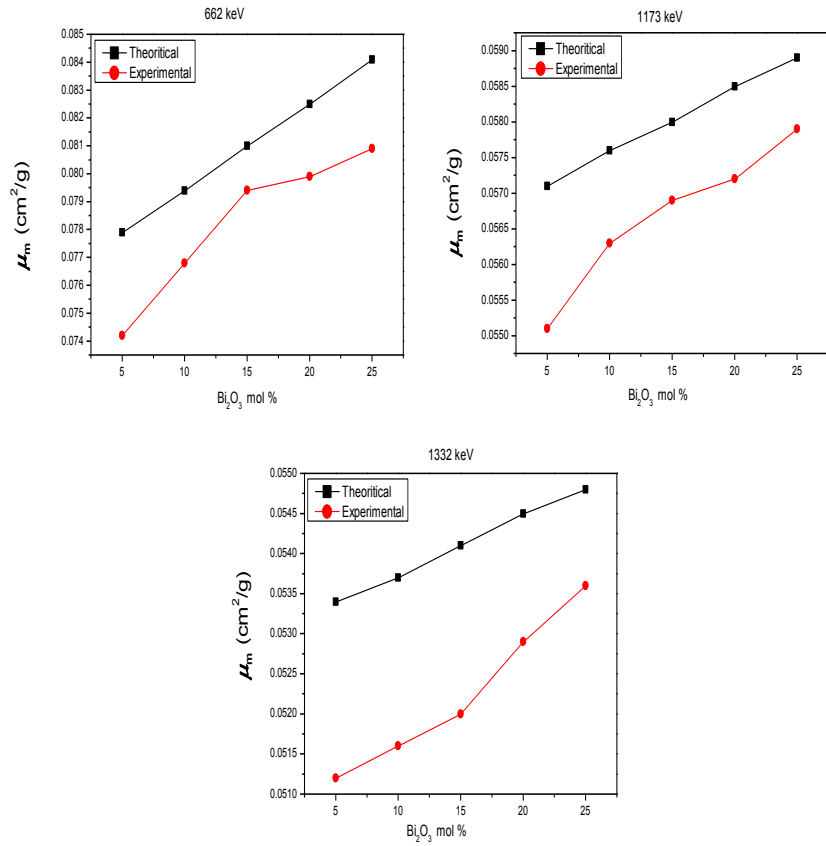 662 keV
0.085
0.084
0.083
0.082
0.081
0.080
0.079
0.078
0.077
0.076
0.075
0.074
Theoritical
Experimental
μm (cm²/g)
5 10 15 20 25
Bi₂O₃ mol %
1173 keV
0.0590
0.0585
0.0580
0.0575
0.0570
0.0565
0.0560
0.0555
0.0550
Theoritical
Experimental
μm (cm²/g)
5 10 15 20 25
Bi₂O₃ mol %
1332 keV
0.0550
0.0545
0.0540
0.0535
0.0530
0.0525
0.0520
0.0515
0.0510
Theoritical
Experimental
μm (cm²/g)
5 10 15 20 25
Bi₂O₃ mol %